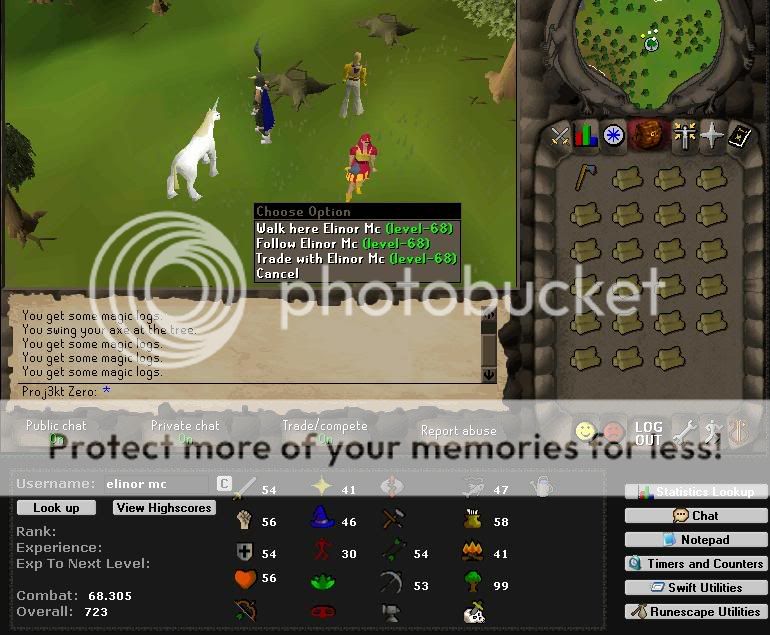 Choose Option
Walk here Elinor Mc (level-68)
Follow Elinor Mc (level-68)
Trade with Elinor Mc (level-68)
Cancel
photobucket
You get some magic logs.
You swing your axe at the tree.
You get some magic logs.
You get some magic logs.
You get some magic logs.
Proj3kt Zero: *
Public chat
On
Private chat
On
Trade/compete
On
Report abuse
LOG
OUT
Protect more of your memories for less!
Username: elinor mc C
Look up View Highscores
Rank:
Experience:
Exp To Next Level:
Combat: 68.305
Overall: 723
54 41 47
56 46 58
54 30 54 41
56 53 99
Statistics Lookup
Chat
Notepad
Timers and Counters
Swift Utilities
Runescape Utilities